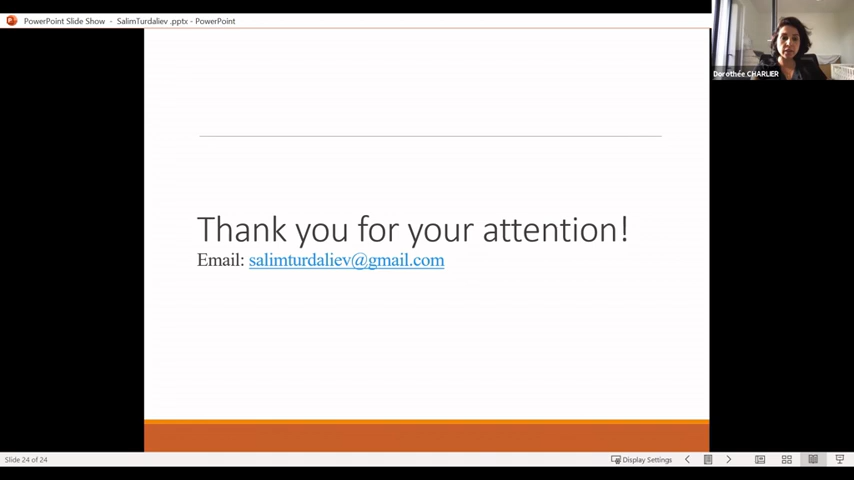 PowerPoint Slide Show - SalimTurdaliev .pptx - PowerPoint
Dorothée CHARLIER
Thank you for your attention!
Email: salimturdaliev@gmail.com
Slide 24 of 24
Display Settings